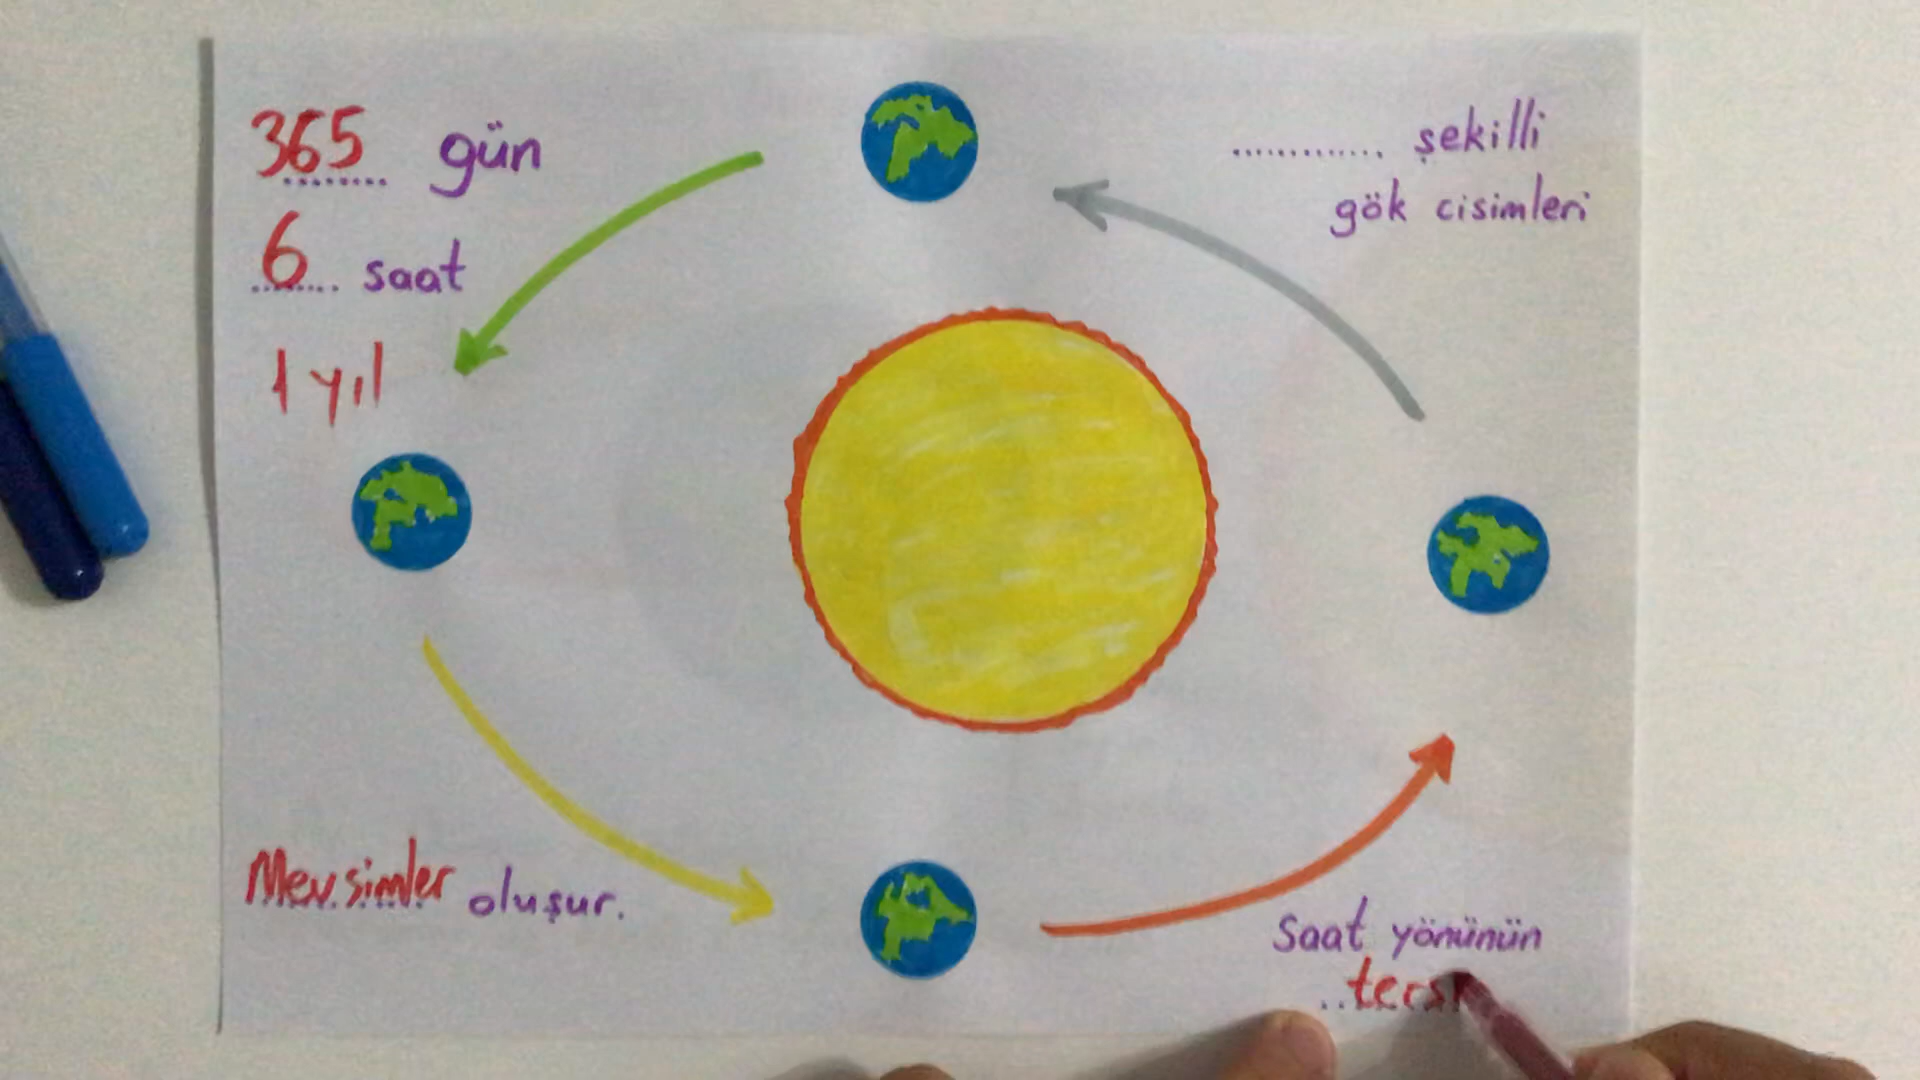 365 gün
6 saat
1 yıl
............. şekilli
gök cisimleri
Mevsimler oluşur.
Saat yönünün